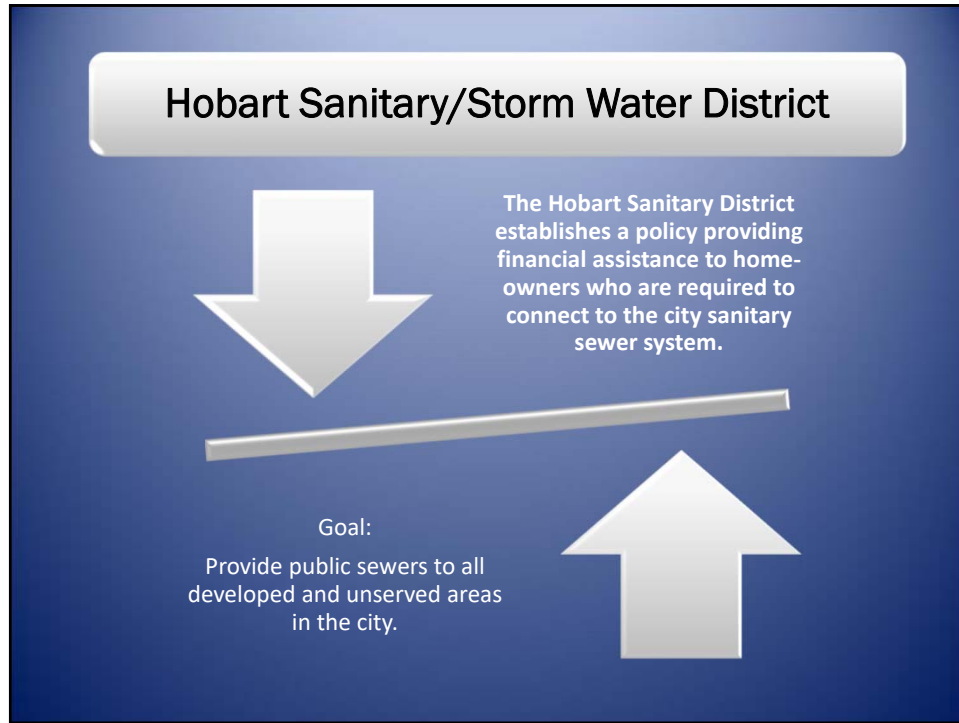 Hobart Sanitary/Storm Water District
The Hobart Sanitary District
establishes a policy providing
financial assistance to home-
owners who are required to
connect to the city sanitary
sewer system.
Goal:
Provide public sewers to all
developed and unserved areas
in the city.